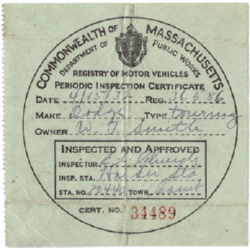 COMMONWEALTH OF MASSACHUSETTS
DEPARTMENT OF PUBLIC WORKS
REGISTRY OF MOTOR VEHICLES
PERIODIC INSPECTION CERTIFICATE
DATE REG.
MAKE Dodge TYPE Touring
OWNER Smith
INSPECTED AND APPROVED
INSPECTOR
INSP. STA.
STA. NO. TOWN
CERT. NO. 34489